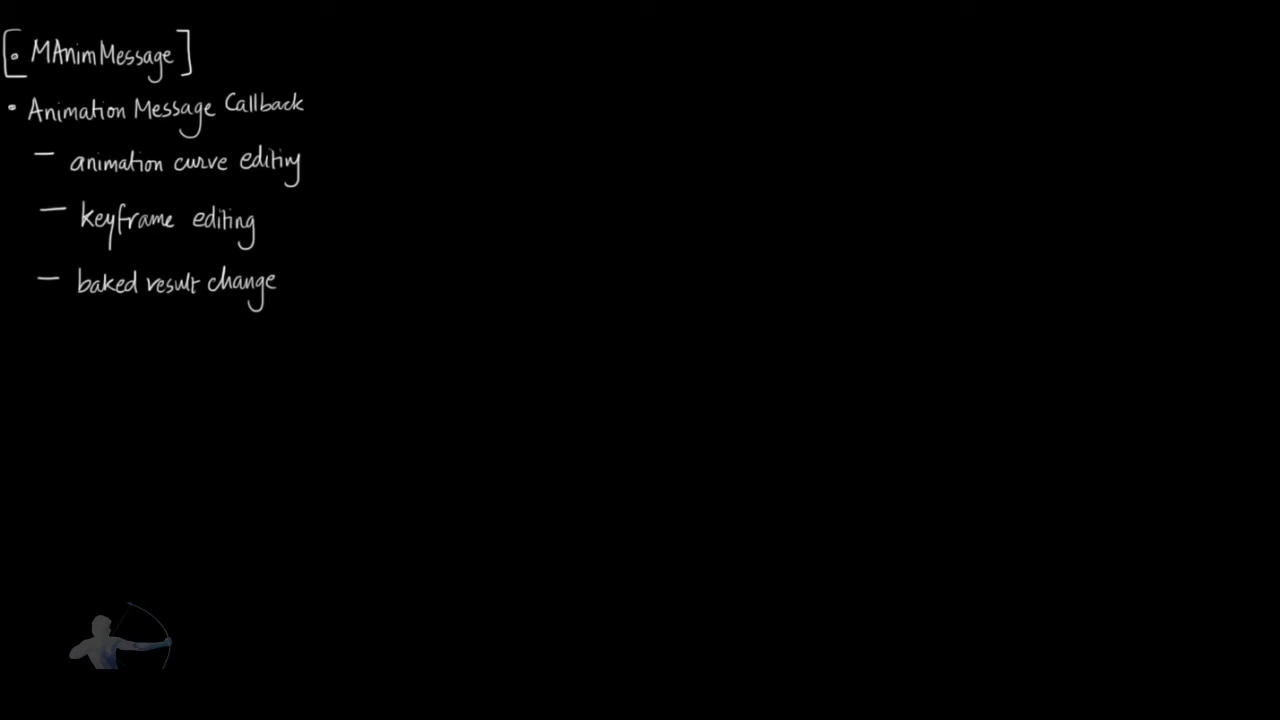 [• MAnimMessage]
• Animation Message Callback
— animation curve editing
— keyframe editing
— baked result change